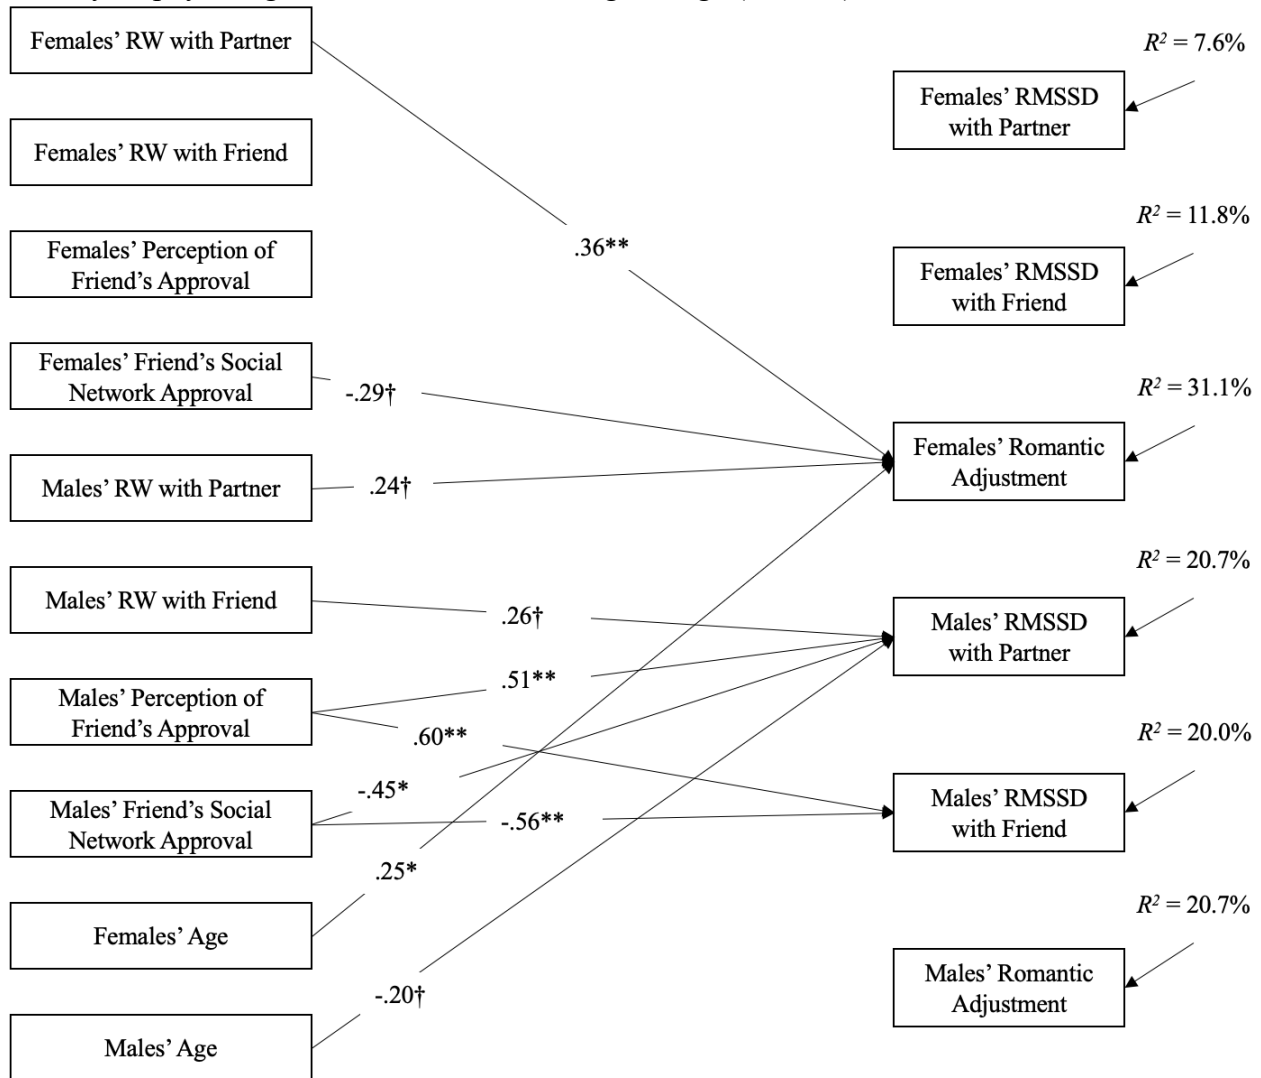 Females’ RW with Partner
Females’ RW with Friend
Females’ Perception of
Friend’s Approval
Females’ Friend’s Social
Network Approval
Males’ RW with Partner
Males’ RW with Friend
Males’ Perception of
Friend’s Approval
Males’ Friend’s Social
Network Approval
Females’ Age
Males’ Age
.36**
-.29†
.24†
.26†
.51**
.60**
-.45*
-.56**
.25*
-.20†
R² = 7.6%
Females’ RMSSD
with Partner
R² = 11.8%
Females’ RMSSD
with Friend
R² = 31.1%
Females’ Romantic
Adjustment
R² = 20.7%
Males’ RMSSD
with Partner
R² = 20.0%
Males’ RMSSD
with Friend
R² = 20.7%
Males’ Romantic
Adjustment